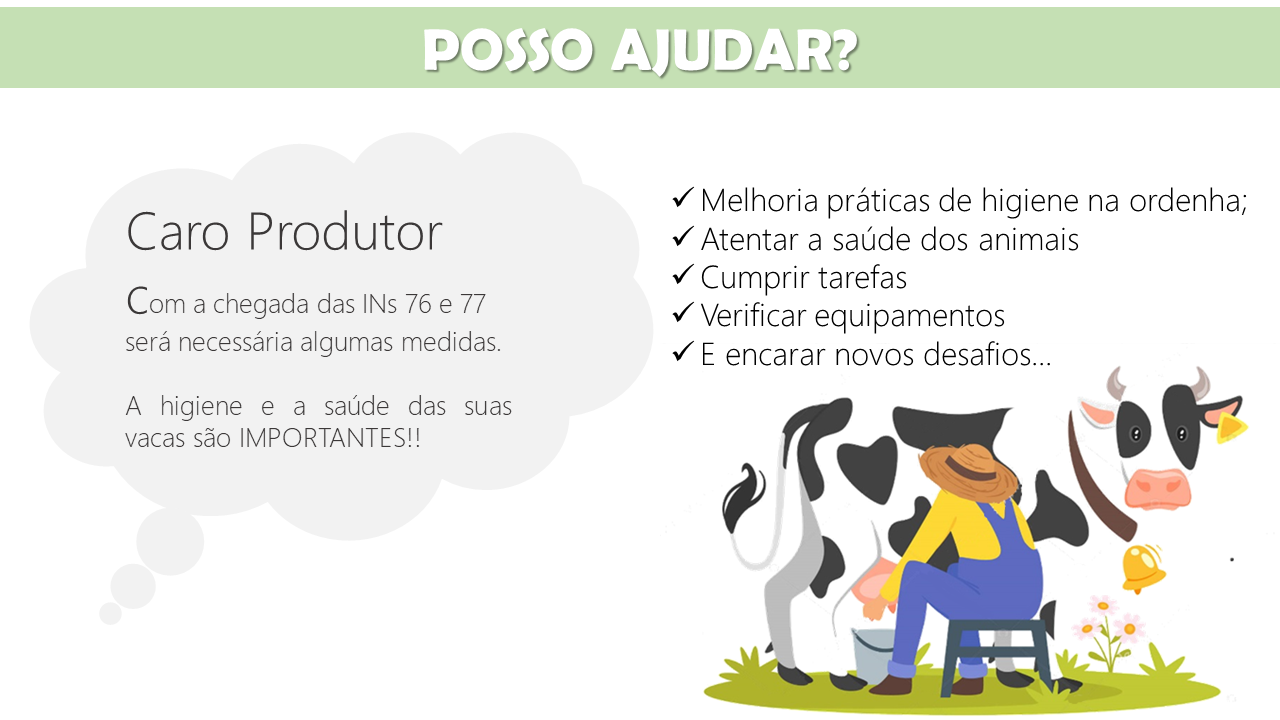 POSSO AJUDAR?
Caro Produtor
Com a chegada das INs 76 e 77
será necessária algumas medidas.
A higiene e a saúde das suas
vacas são IMPORTANTES!!
✓ Melhoria práticas de higiene na ordenha;
✓ Atentar a saúde dos animais
✓ Cumprir tarefas
✓ Verificar equipamentos
✓ E encarar novos desafios...